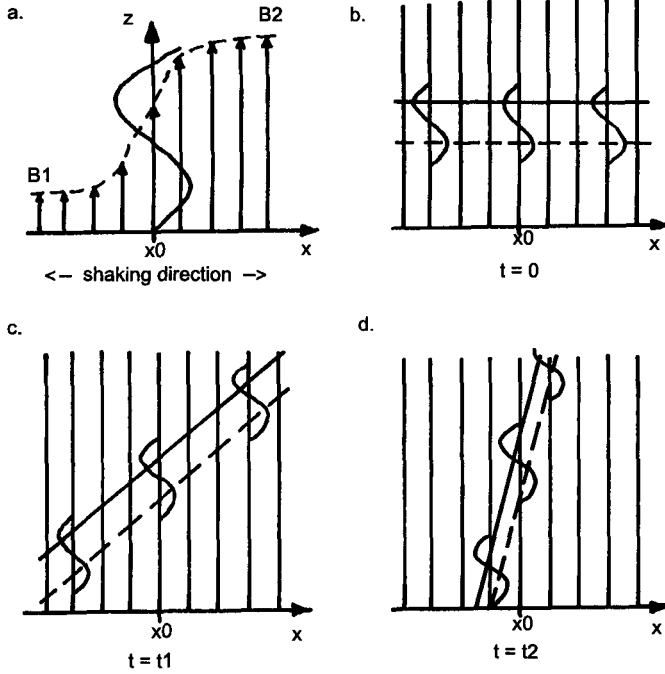 a.
z
B2
B1
x0
x
<-- shaking direction -->
b.
x0
x
t = 0
c.
x0
x
t = t1
d.
x0
x
t = t2